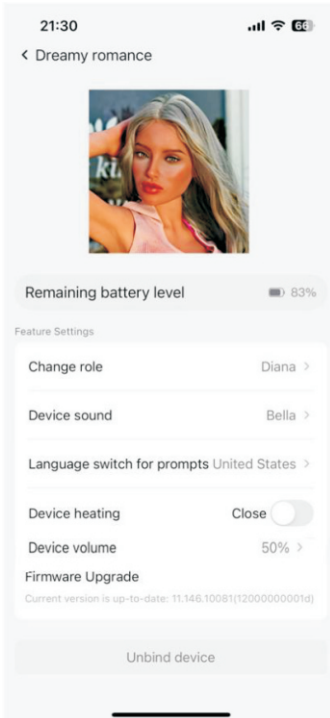 21:30
66
Dreamy romance
ki
Remaining battery level 83%
Feature Settings
Change role Diana
Device sound Bella
Language switch for prompts United States
Device heating Close
Device volume 50%
Firmware Upgrade
Current version is up-to-date: 11.146.10081(12000000001d)
Unbind device